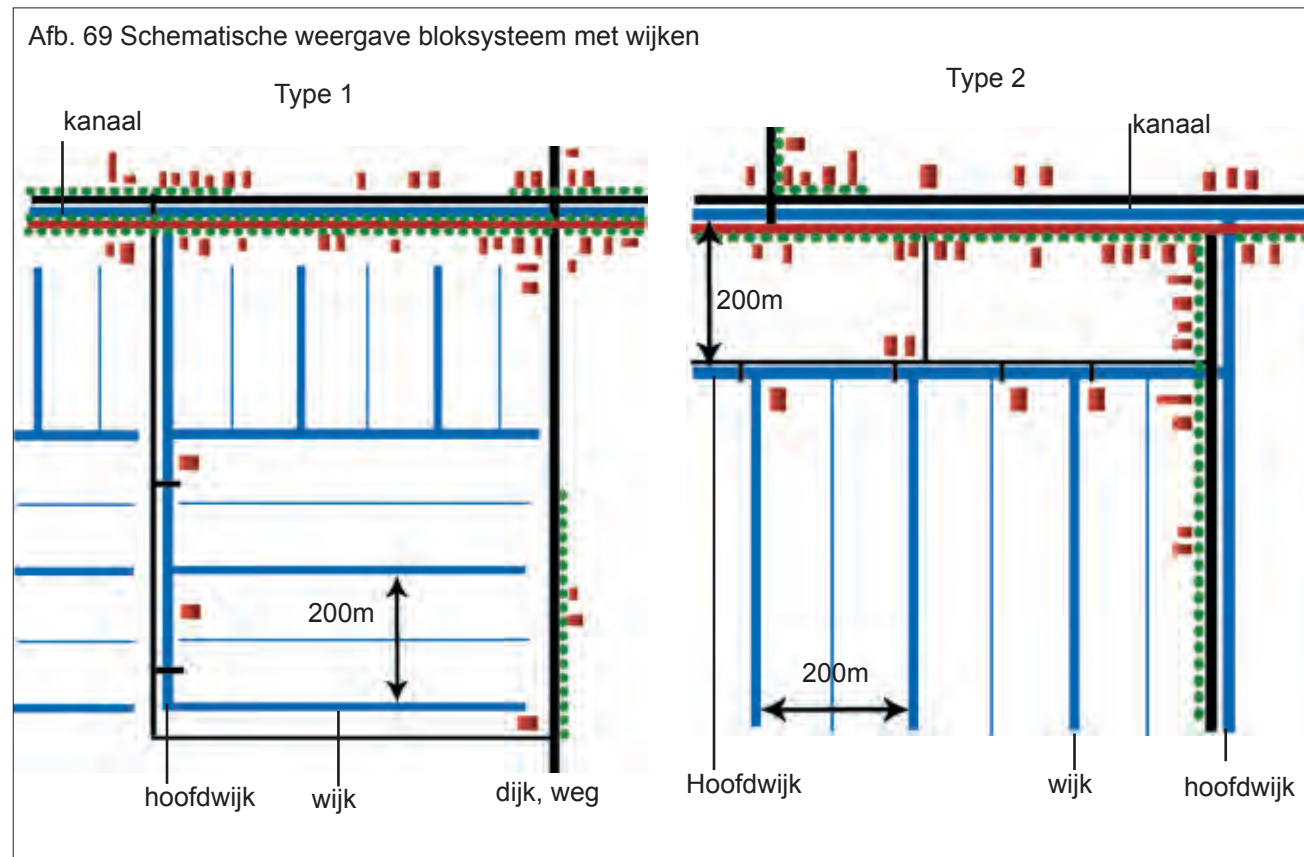 Afb. 69 Schematische weergave bloksysteem met wijken
Type 1
Type 2
kanaal
kanaal
200m
200m
200m
hoofdwijk
wijk
dijk, weg
Hoofdwijk
wijk
hoofdwijk